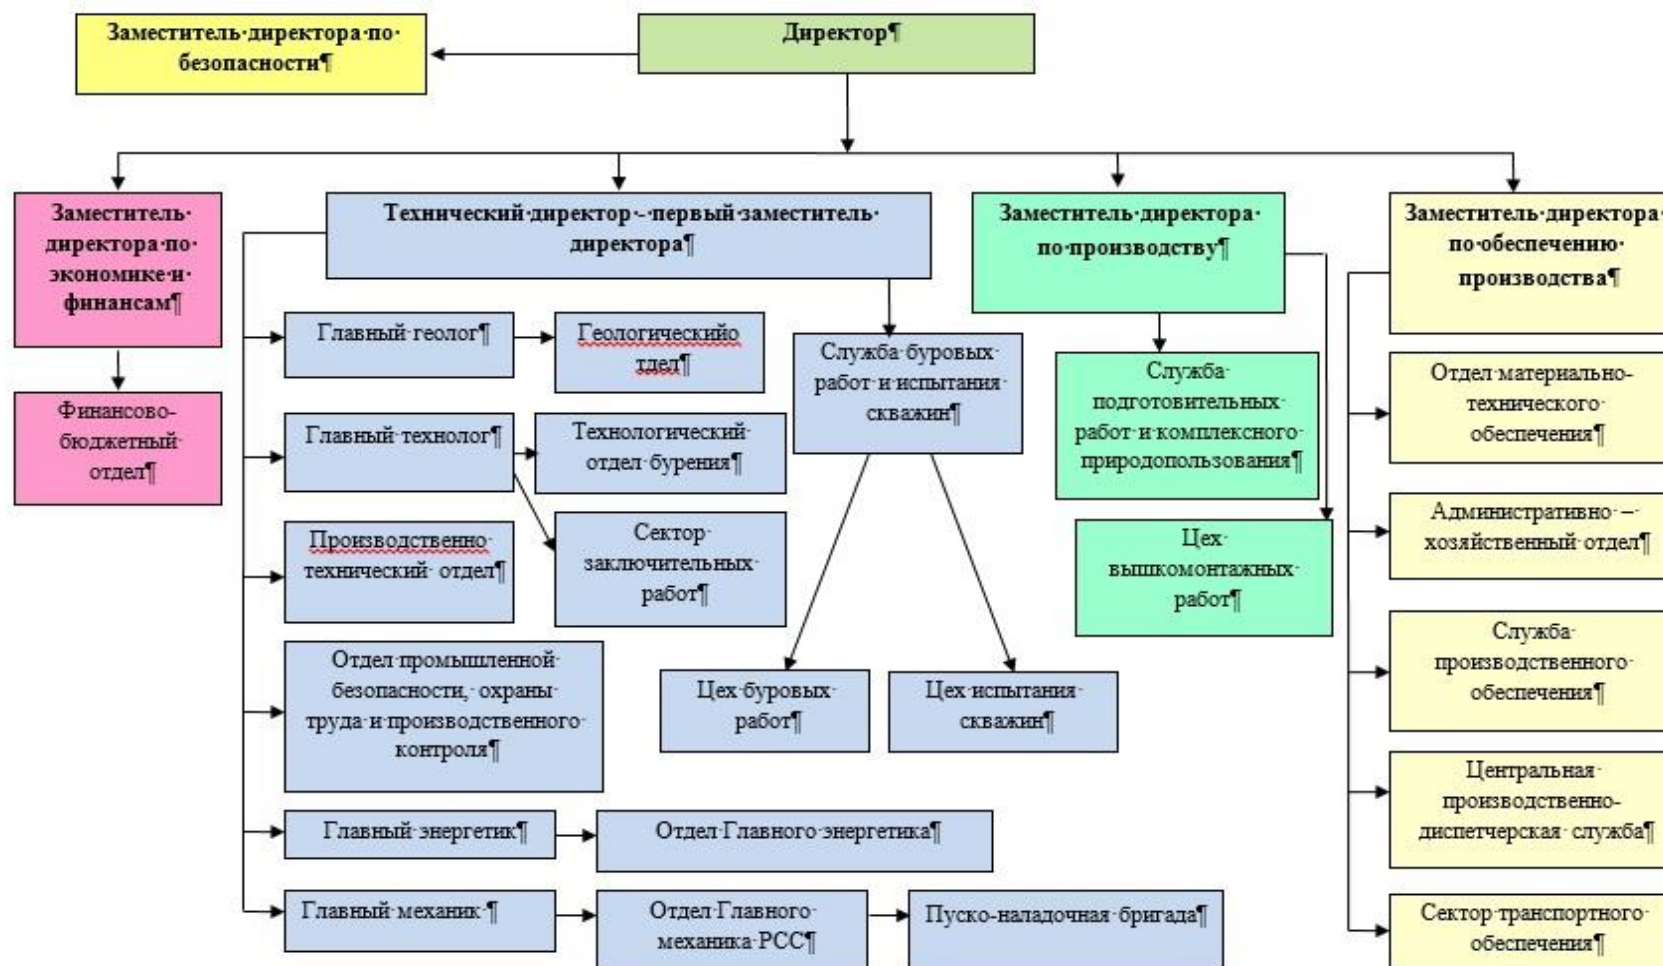 Заместитель·директора·по·
безопасности¶
Директор¶
Заместитель·
директора·по·
экономике·и·
финансам¶
Финансово-
бюджетный·
отдел¶
Технический·директор·-·первый·заместитель·
директора¶
Главный·геолог¶
Геологическийо
тдел¶
Главный·технолог¶
Технологический·
отдел·бурения¶
Сектор·
заключительных·
работ¶
Производственно·
технический·отдел¶
Отдел·промышленной·
безопасности,·охраны·
труда·и·производственного·
контроля¶
Главный·энергетик¶
Отдел·Главного·энергетика¶
Главный·механик·¶
Отдел·Главного·
механика·РСС¶
Пуско-наладочная·бригада¶
Служба·буровых·
работ·и·испытания·
скважин¶
Цех·буровых·
работ¶
Цех·испытания·
скважин¶
Заместитель·директора·
по·производству¶
Служба·
подготовительных·
работ·и·комплексного·
природопользования¶
Цех·
вышкомонтажных·
работ¶
Заместитель·директора·
по·обеспечению·
производства¶
Отдел·материально-
технического·
обеспечения¶
Административно·–·
хозяйственный·отдел¶
Служба·
производственного·
обеспечения¶
Центральная·
производственно-
диспетчерская·служба¶
Сектор·транспортного·
обеспечения¶